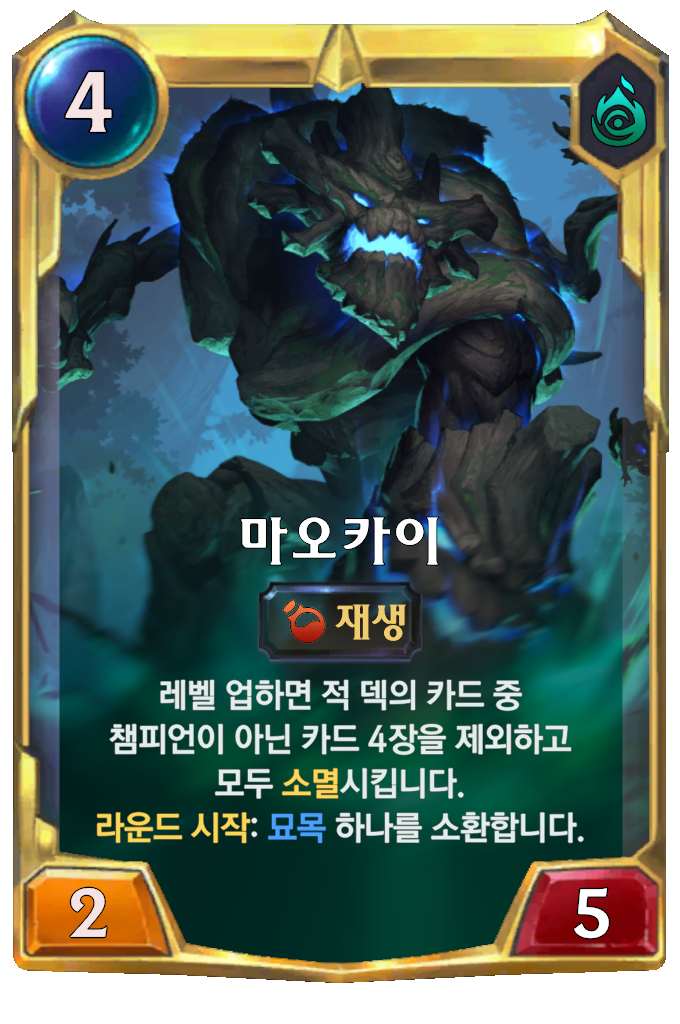 4
마오카이
재생
레벨 업하면 적 덱의 카드 중
챔피언이 아닌 카드 4장을 제외하고
모두 소멸시킵니다.
라운드 시작: 묘목 하나를 소환합니다.
2
5